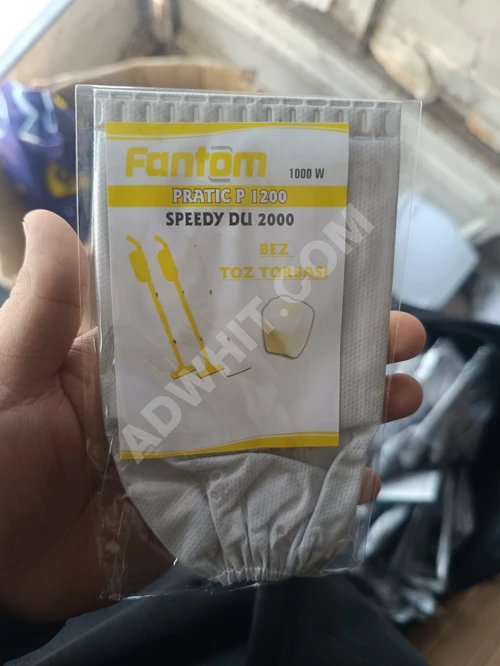 Fantom
1000 W
PRATIC P 1200
SPEEDY DU 2000
BEZ
TOZ TORBASI
ADWHIT.COM